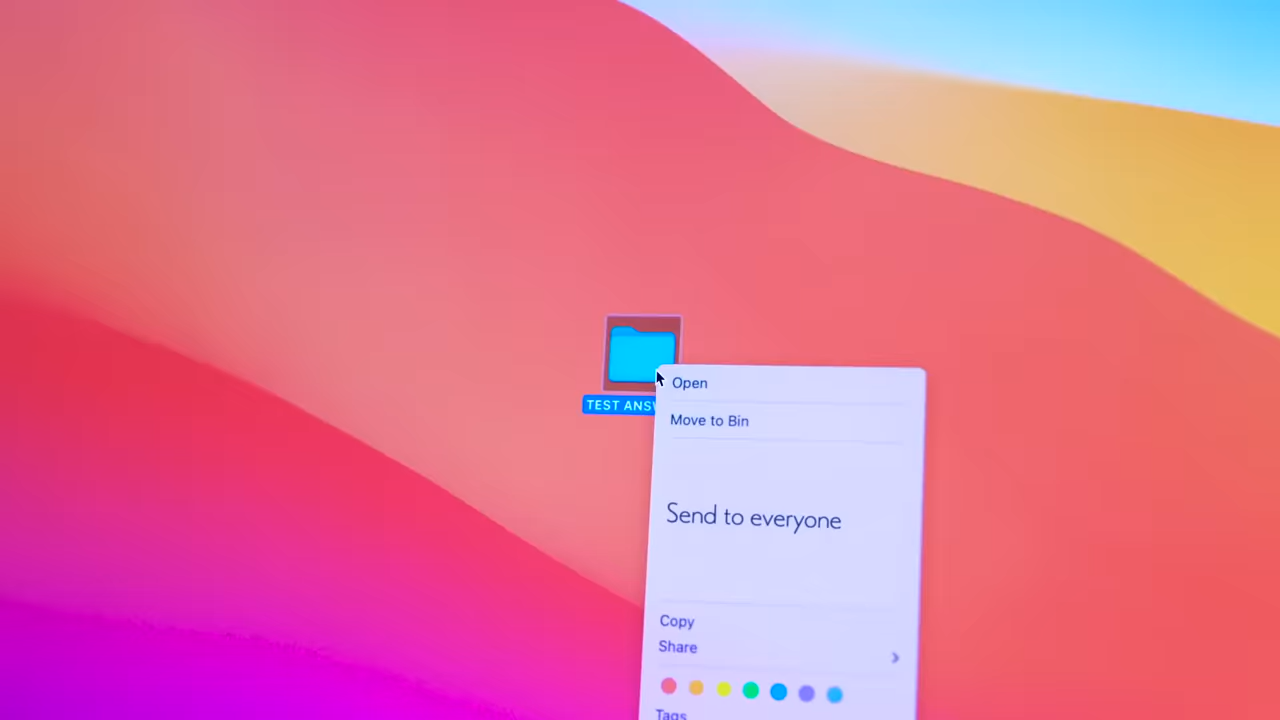 TEST ANSW
Open
Move to Bin
Send to everyone
Copy
Share
Tags